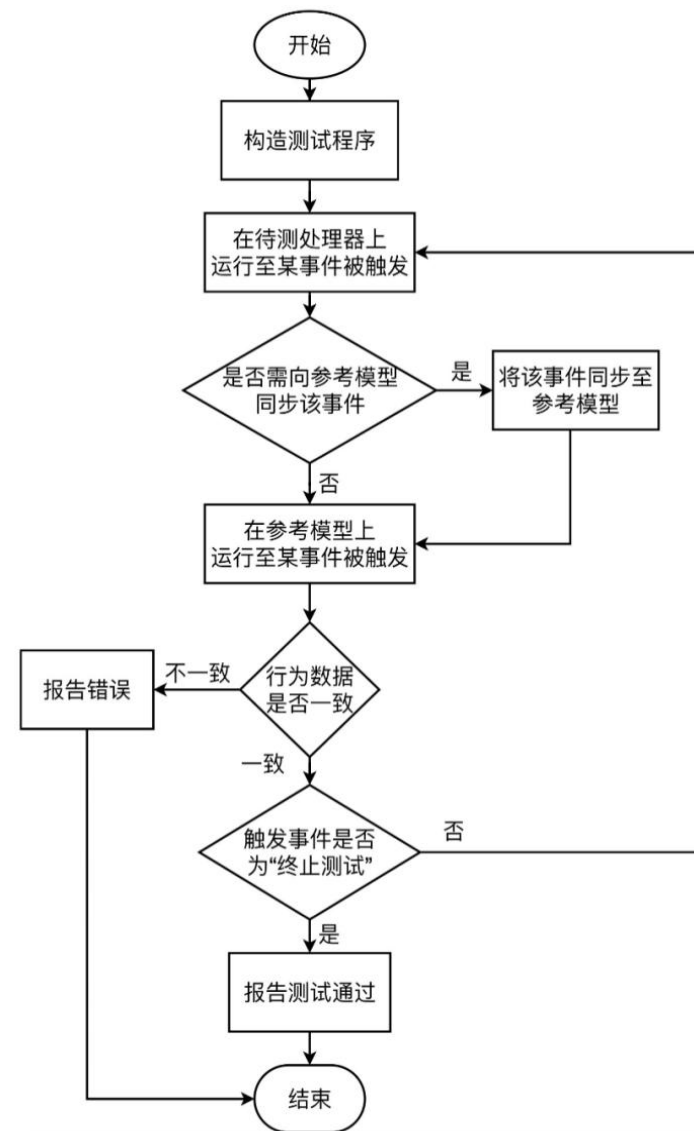 开始
构造测试程序
在待测处理器上
运行至某事件被触发
是否需向参考模型
同步该事件
是
将该事件同步至
参考模型
否
在参考模型上
运行至某事件被触发
行为数据
是否一致
不一致
报告错误
一致
触发事件是否
为“终止测试”
否
是
报告测试通过
结束